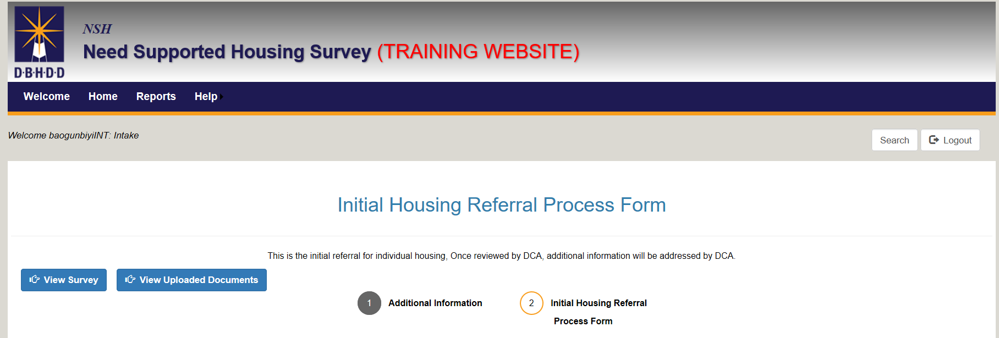 D·B·H·D·D
NSH
Need Supported Housing Survey (TRAINING WEBSITE)
Welcome Home Reports Help
Welcome baogunbiyiINT: Intake
Search Logout
Initial Housing Referral Process Form
This is the initial referral for individual housing, Once reviewed by DCA, additional information will be addressed by DCA.
View Survey View Uploaded Documents
1 Additional Information 2 Initial Housing Referral
Process Form